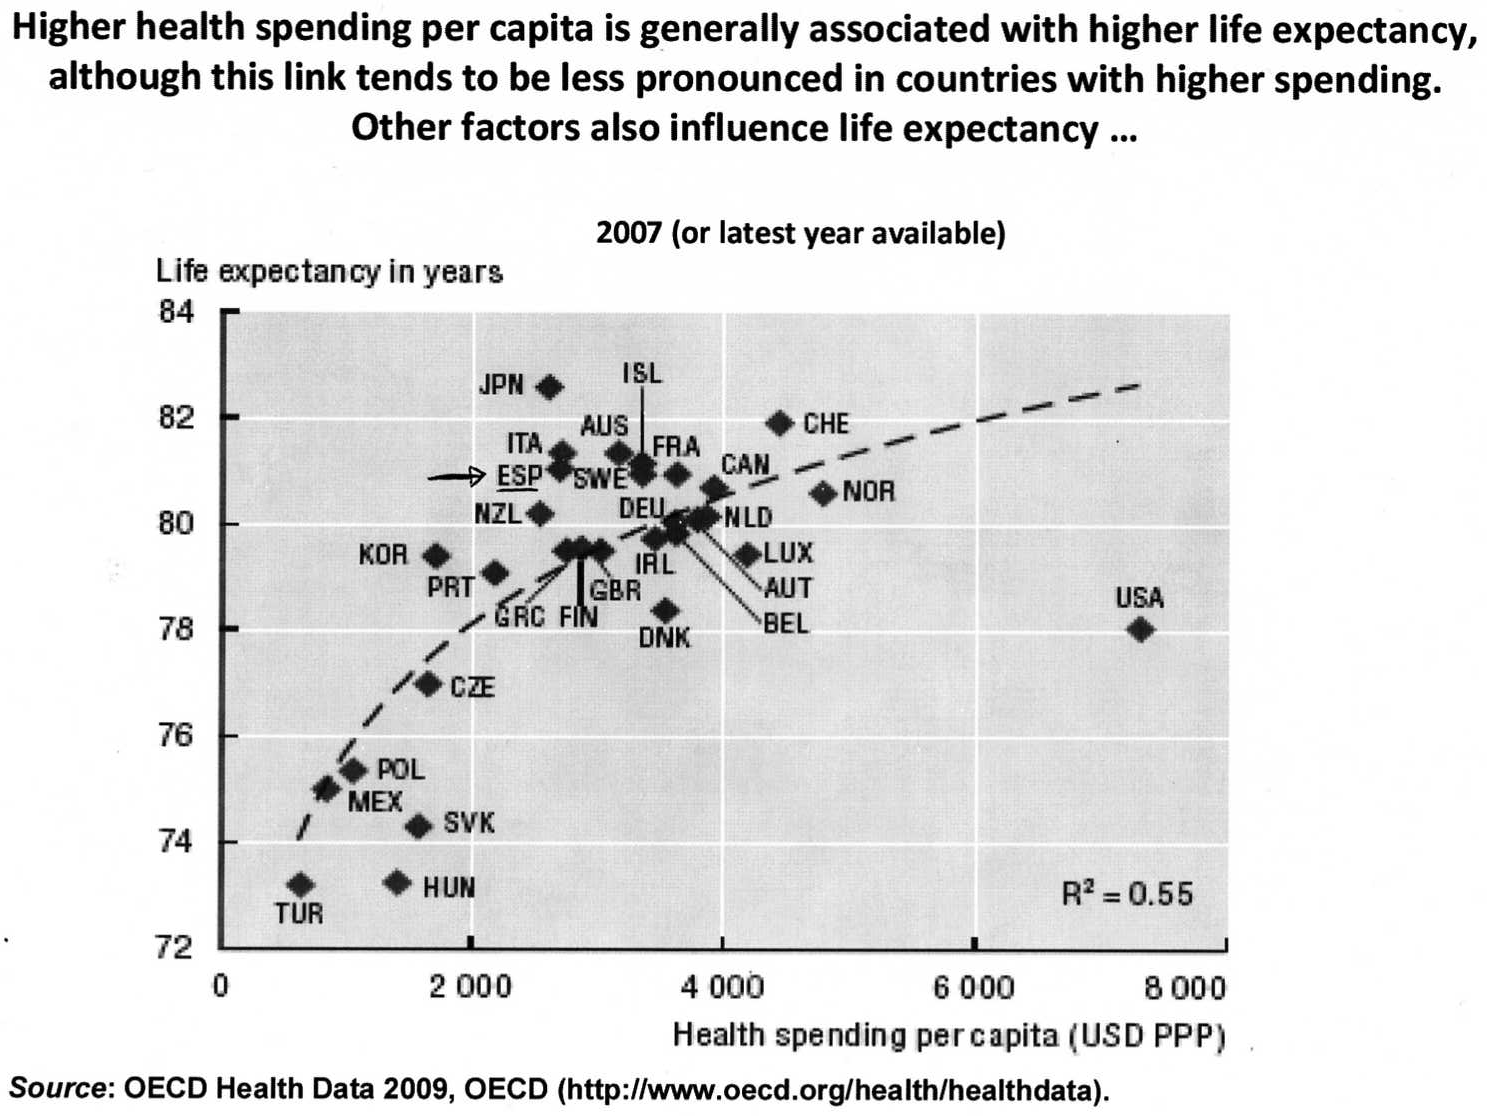 Higher health spending per capita is generally associated with higher life expectancy,
although this link tends to be less pronounced in countries with higher spending.
Other factors also influence life expectancy ...
2007 (or latest year available)
Life expectancy in years
84
ISL
JPN
82
CHE
AUS
ITA
FRA
CAN
ESP
SWE
NOR
DEU
NZL
NLD
80
KOR
LUX
IRL
PRT
AUT
GBR
USA
GRC FIN
BEL
DNK
78
CZE
76
POL
MEX
SVK
74
HUN
R² = 0.55
TUR
72
0 2 000 4 000 6 000 8 000
Health spending per capita (USD PPP)
Source: OECD Health Data 2009, OECD (http://www.oecd.org/health/healthdata).